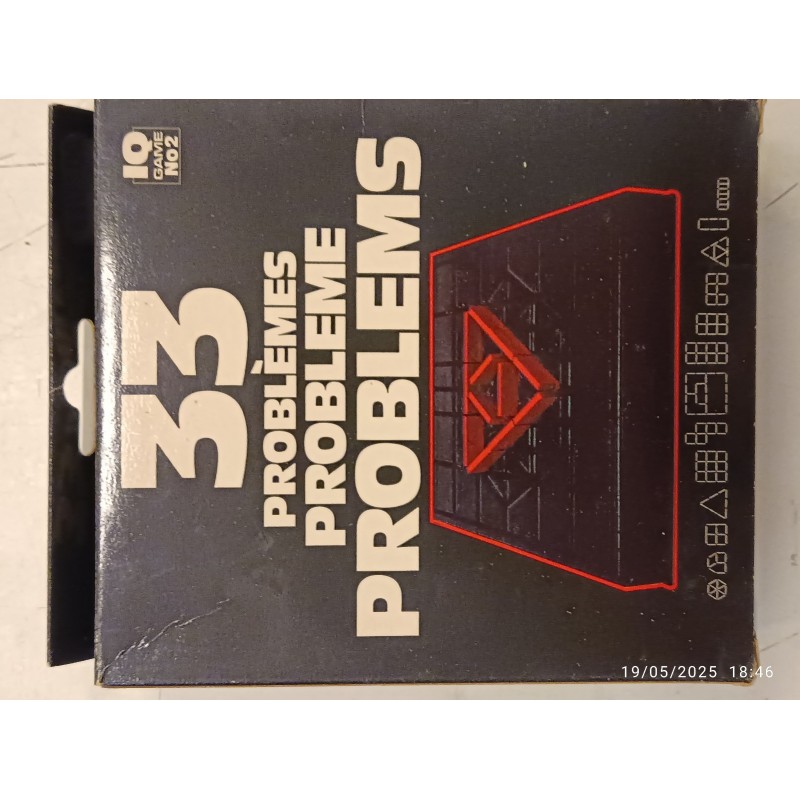 IQ
GAME
No2
33
PROBLÈMES
PROBLEME
PROBLEMS
19/05/2025 18:46